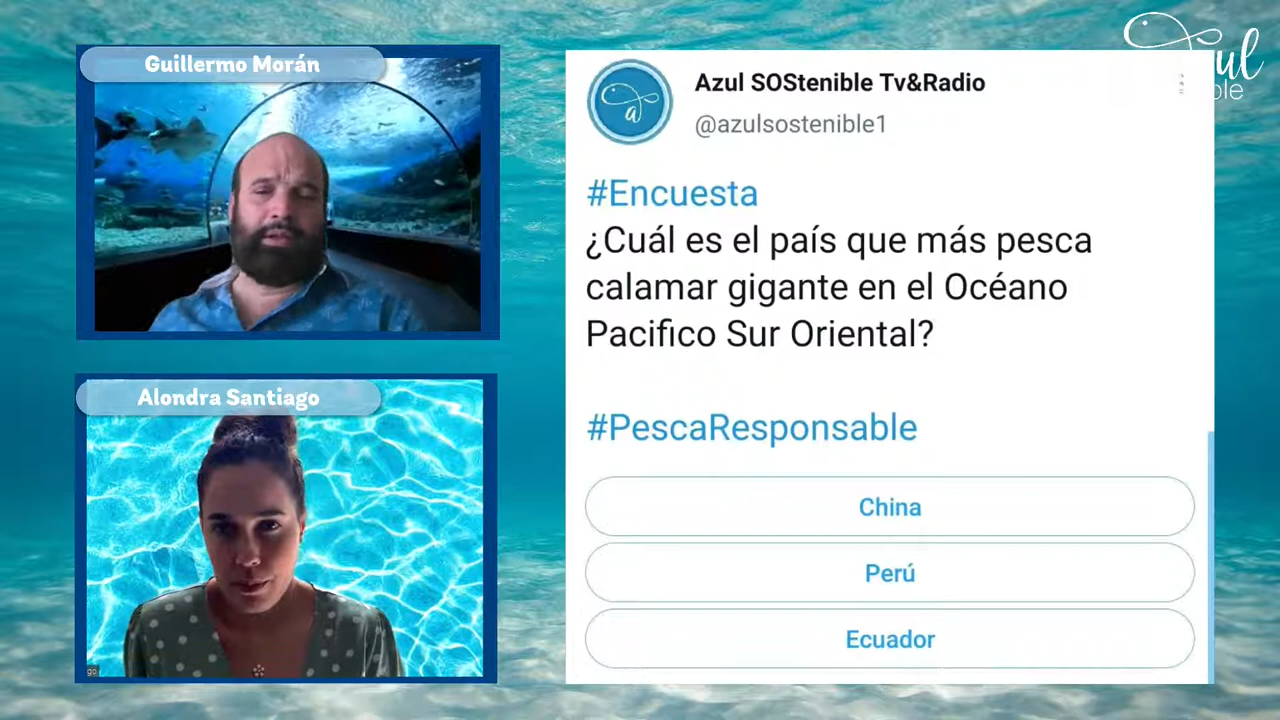 Guillermo Morán
Alondra Santiago
go
Azul SOStenible Tv&Radio
@azulsostenible1
#Encuesta
¿Cuál es el país que más pesca
calamar gigante en el Océano
Pacifico Sur Oriental?
#PescaResponsable
China
Perú
Ecuador